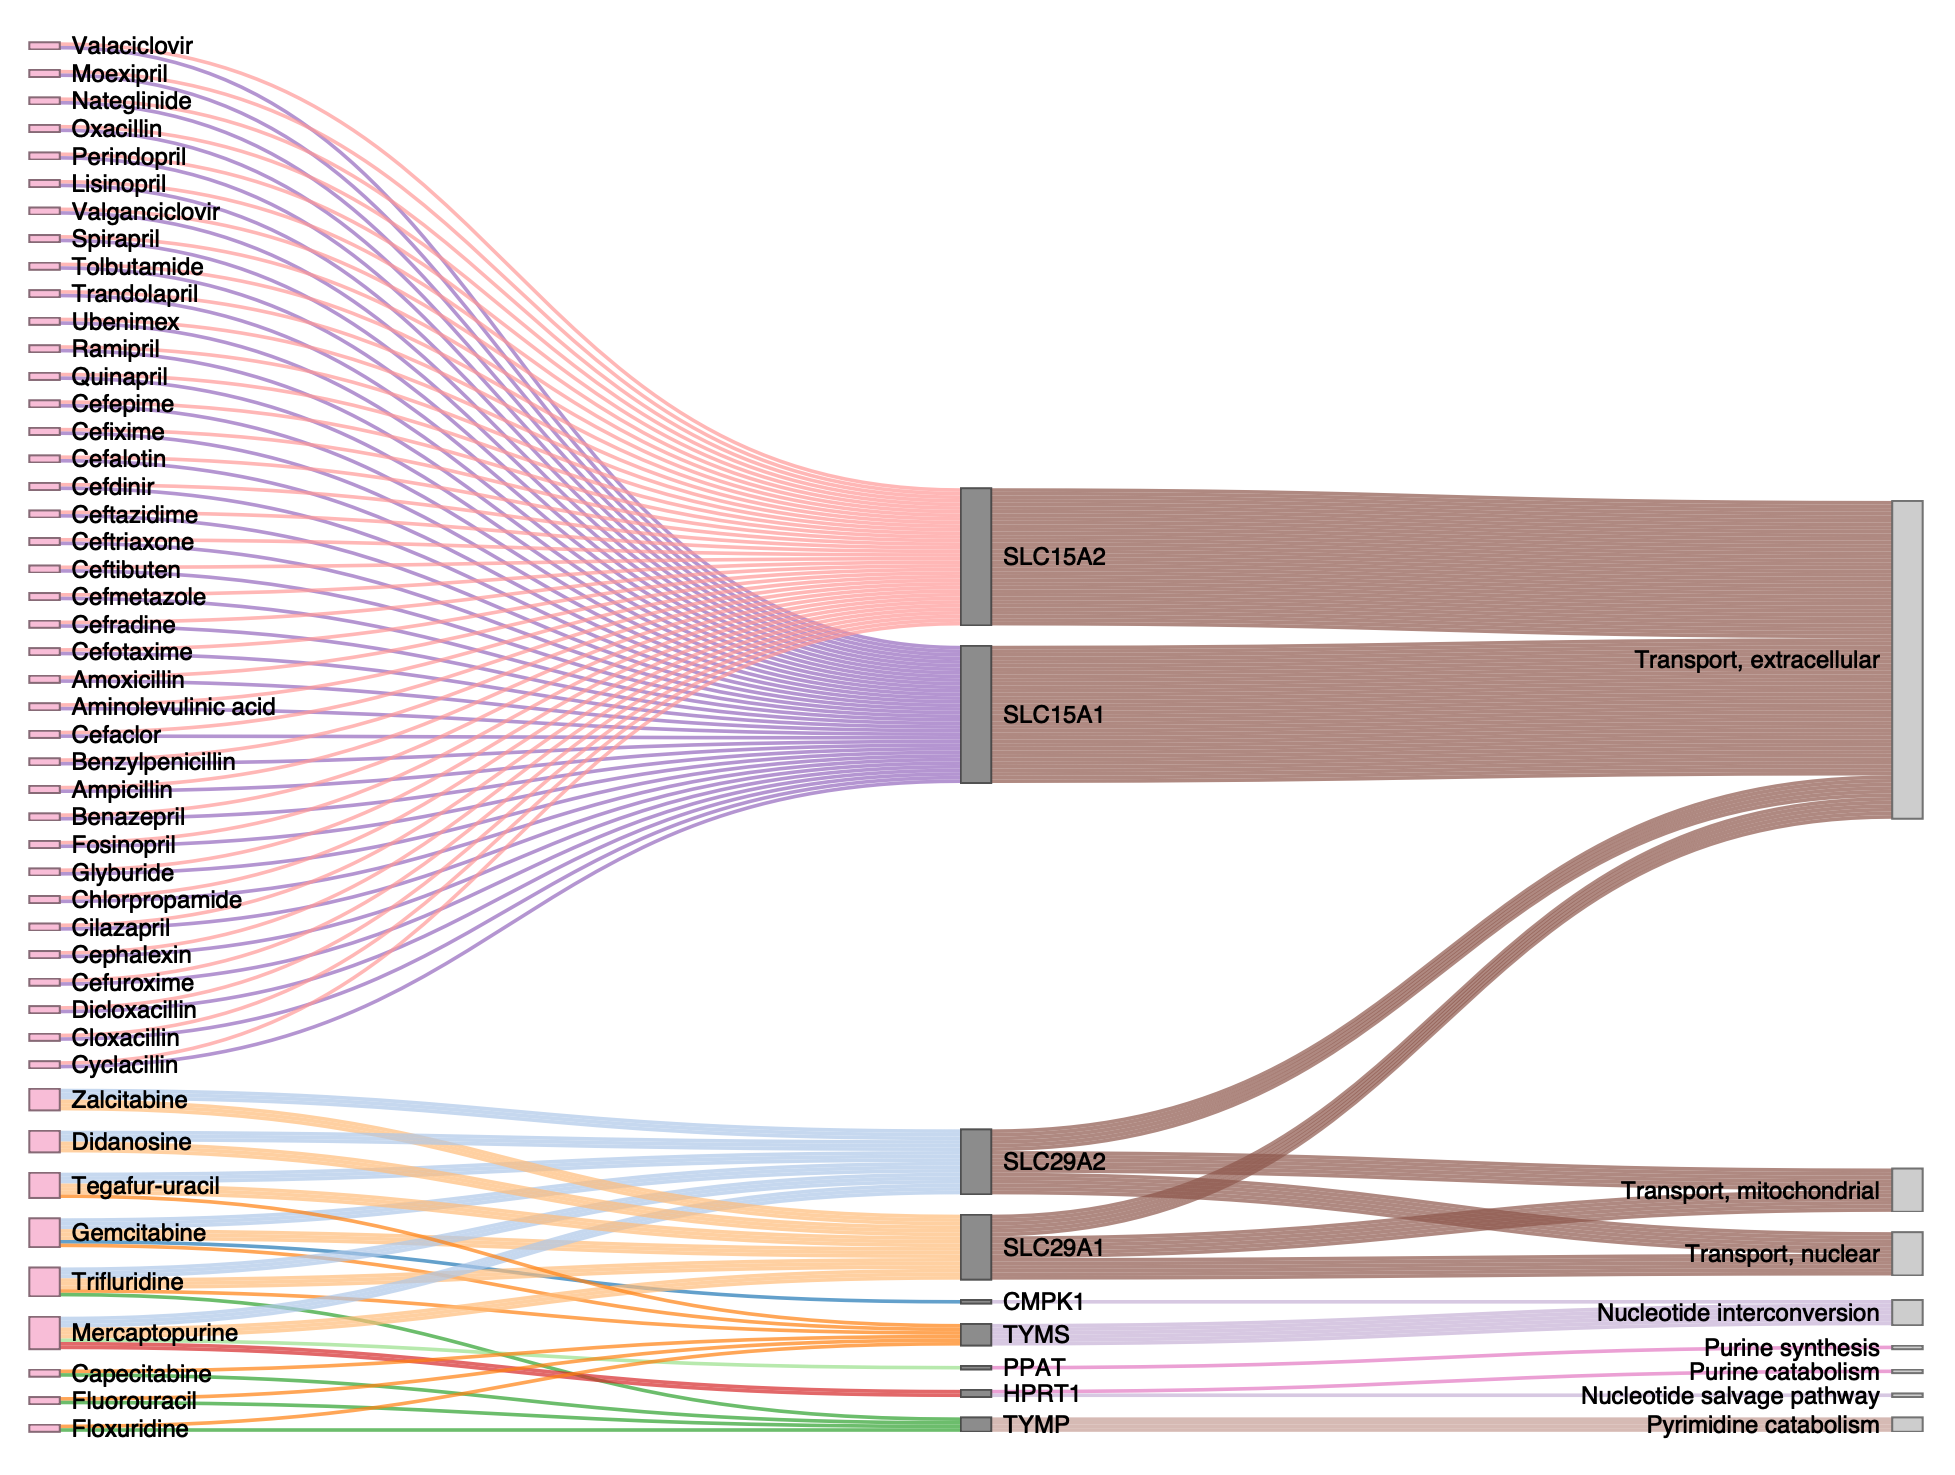 Valaciclovir
Moexipril
Nateglinide
Oxacillin
Perindopril
Lisinopril
Valganciclovir
Spirapril
Tolbutamide
Trandolapril
Ubenimex
Ramipril
Quinapril
Cefepime
Cefixime
Cefalotin
Cefdinir
Ceftazidime
Ceftriaxone
Ceftibuten
Cefmetazole
Cefradine
Cefotaxime
Amoxicillin
Aminolevulinic acid
Cefaclor
Benzylpenicillin
Ampicillin
Benazepril
Fosinopril
Glyburide
Chlorpropamide
Cilazapril
Cephalexin
Cefuroxime
Dicloxacillin
Cloxacillin
Cyclacillin
Zalcitabine
Didanosine
Tegafur-uracil
Gemcitabine
Trifluridine
Mercaptopurine
Capecitabine
Fluorouracil
Floxuridine
SLC15A2
SLC15A1
SLC29A2
SLC29A1
CMPK1
TYMS
PPAT
HPRT1
TYMP
Transport, extracellular
Transport, mitochondrial
Transport, nuclear
Nucleotide interconversion
Purine synthesis
Purine catabolism
Nucleotide salvage pathway
Pyrimidine catabolism